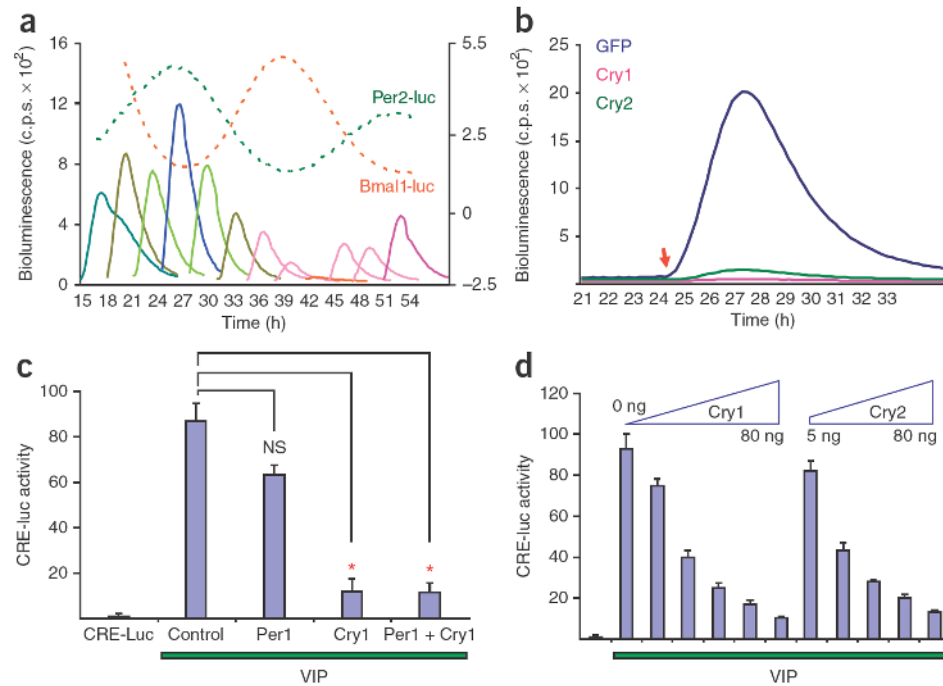 a
Bioluminescence (c.p.s. × 10²)
16
12
8
4
0
5.5
2.5
0
–2.5
Per2-luc
Bmal1-luc
15 18 21 24 27 30 33 36 39 42 45 48 51 54
Time (h)
b
Bioluminescence (c.p.s. × 10²)
25
20
15
10
5
GFP
Cry1
Cry2
21 22 23 24 25 26 27 28 29 30 31 32 33
Time (h)
c
CRE-luc activity
100
80
60
40
20
NS
*
*
CRE-Luc Control Per1 Cry1 Per1 + Cry1
VIP
d
CRE-luc activity
120
100
80
60
40
20
0 ng
Cry1
80 ng
5 ng
Cry2
80 ng
VIP